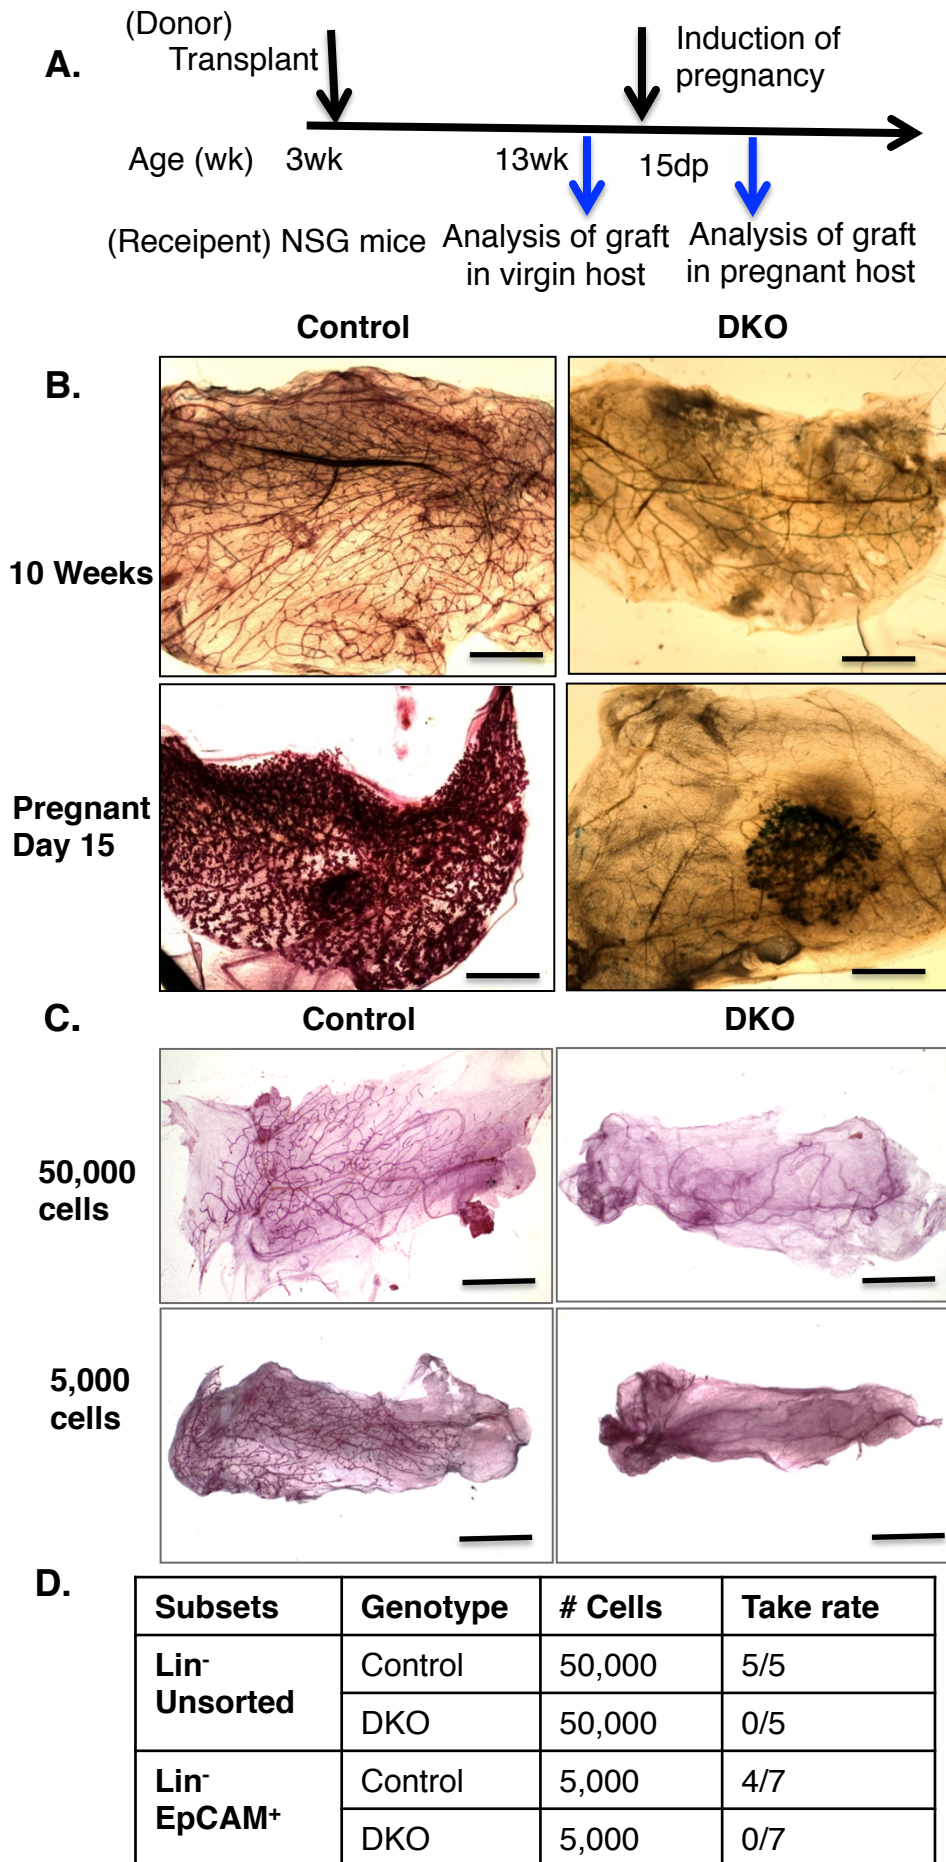 A.
(Donor)
Transplant
Induction of
pregnancy
Age (wk) 3wk 13wk 15dp
(Receipent) NSG mice
Analysis of graft
in virgin host
Analysis of graft
in pregnant host
Control DKO
B.
10 Weeks
Pregnant
Day 15
C.
Control DKO
50,000
cells
5,000
cells
D.
Subsets Genotype # Cells Take rate
Lin-
Unsorted
Control 50,000 5/5
DKO 50,000 0/5
Lin-
EpCAM+
Control 5,000 4/7
DKO 5,000 0/7